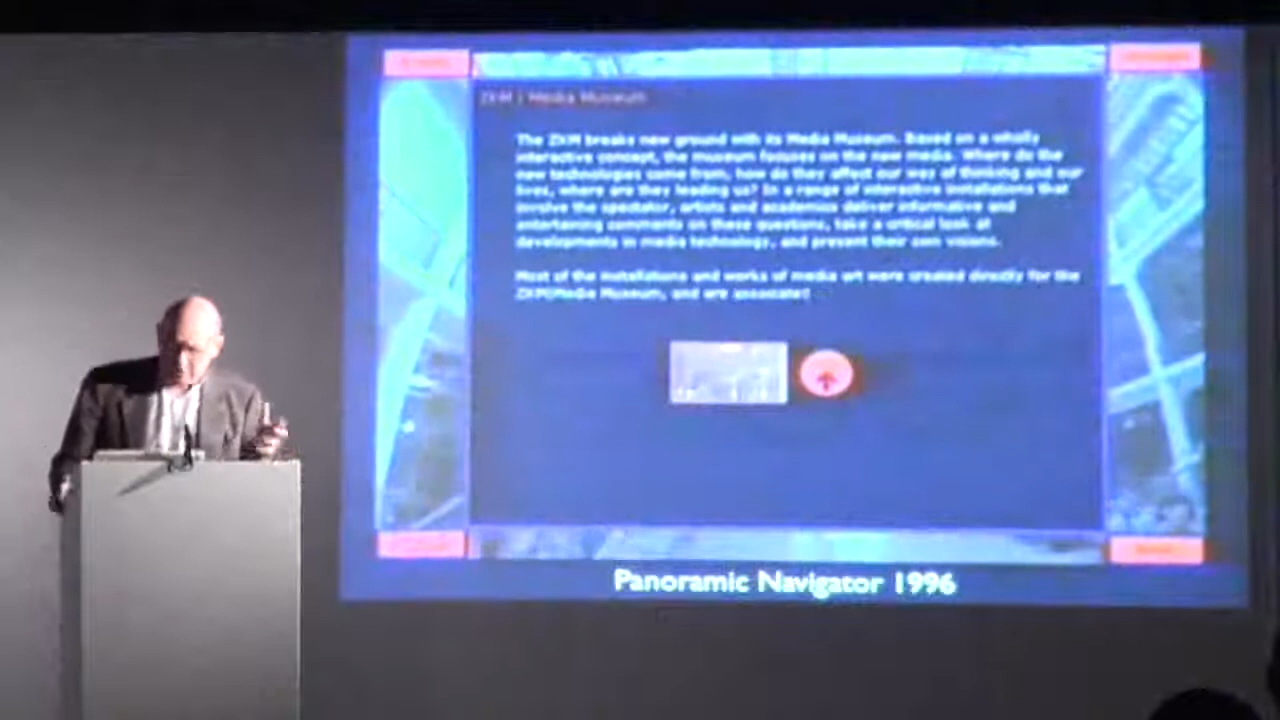 ZKM | Media Museum
The ZKM breaks new ground with its Media Museum. Based on a wholly
interactive concept, the museum focuses on the new media. Where do the
new technologies come from, how do they affect our way of thinking and our
lives, where are they leading us? In a range of interactive installations that
involve the spectator, artists and academics deliver informative and
entertaining comments on these questions, take a critical look at
developments in media technology, and present their own visions.
Most of the installations and works of media art were created directly for the
ZKM|Media Museum, and are associated
Panoramic Navigator 1996